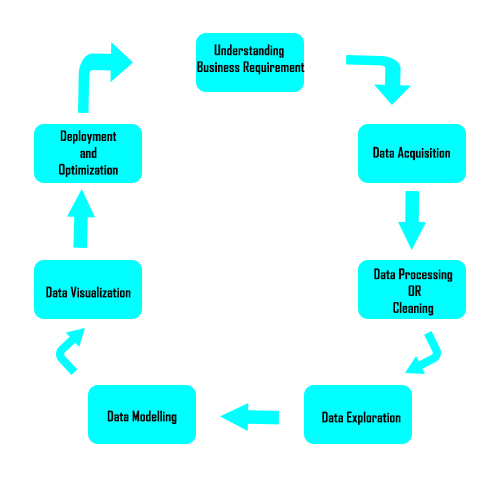 Understanding
Business Requirement
Data Acquisition
Data Processing
OR
Cleaning
Data Exploration
Data Modelling
Data Visualization
Deployment
and
Optimization